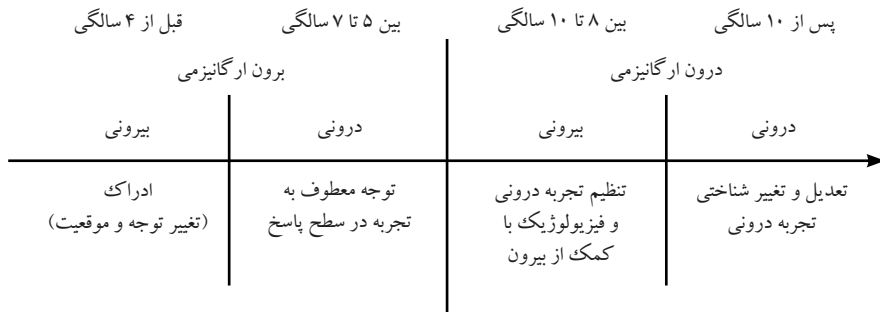 قبل از ۴ سالگی
بین ۵ تا ۷ سالگی
بین ۸ تا ۱۰ سالگی
پس از ۱۰ سالگی
برون ارگانیزمی
درون ارگانیزمی
بیرونی
درونی
بیرونی
درونی
ادراک
(تغییر توجه و موقعیت)
توجه معطوف به
تجربه در سطح پاسخ
تنظیم تجربه درونی
و فیزیولوژیک با
کمک از بیرون
تعدیل و تغییر شناختی
تجربه درونی